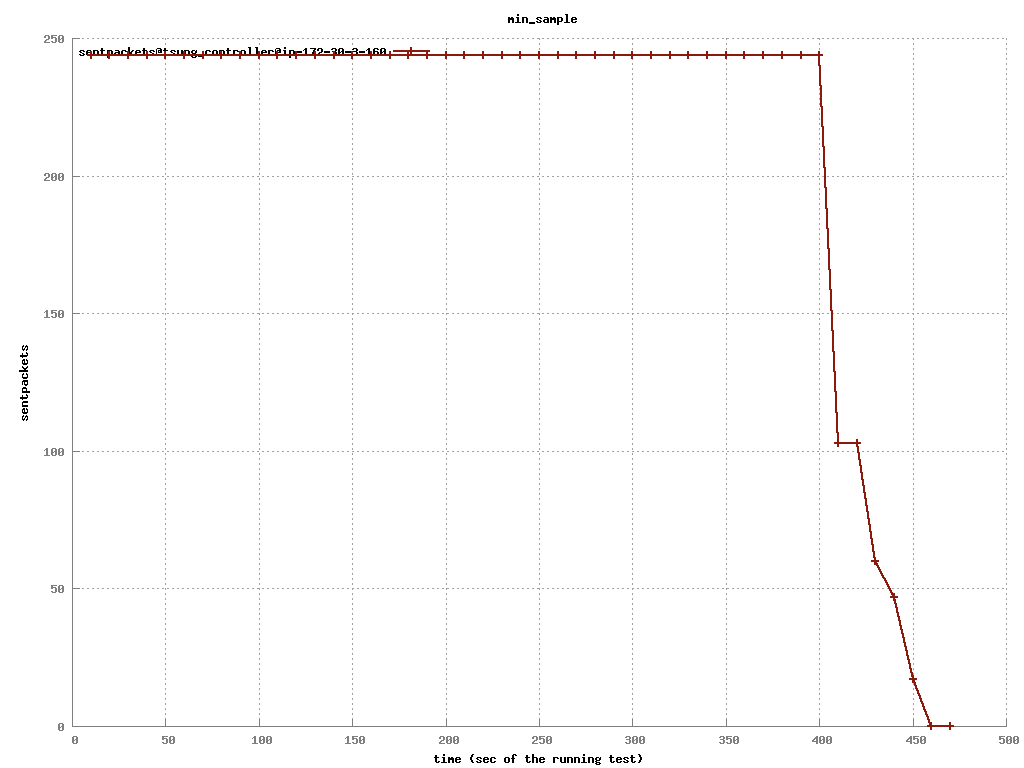 min_sample
250
sentpackets@tsung_controller@ip-172-30-3-160
200
150
sentpackets
100
50
0
0 50 100 150 200 250 300 350 400 450 500
time (sec of the running test)